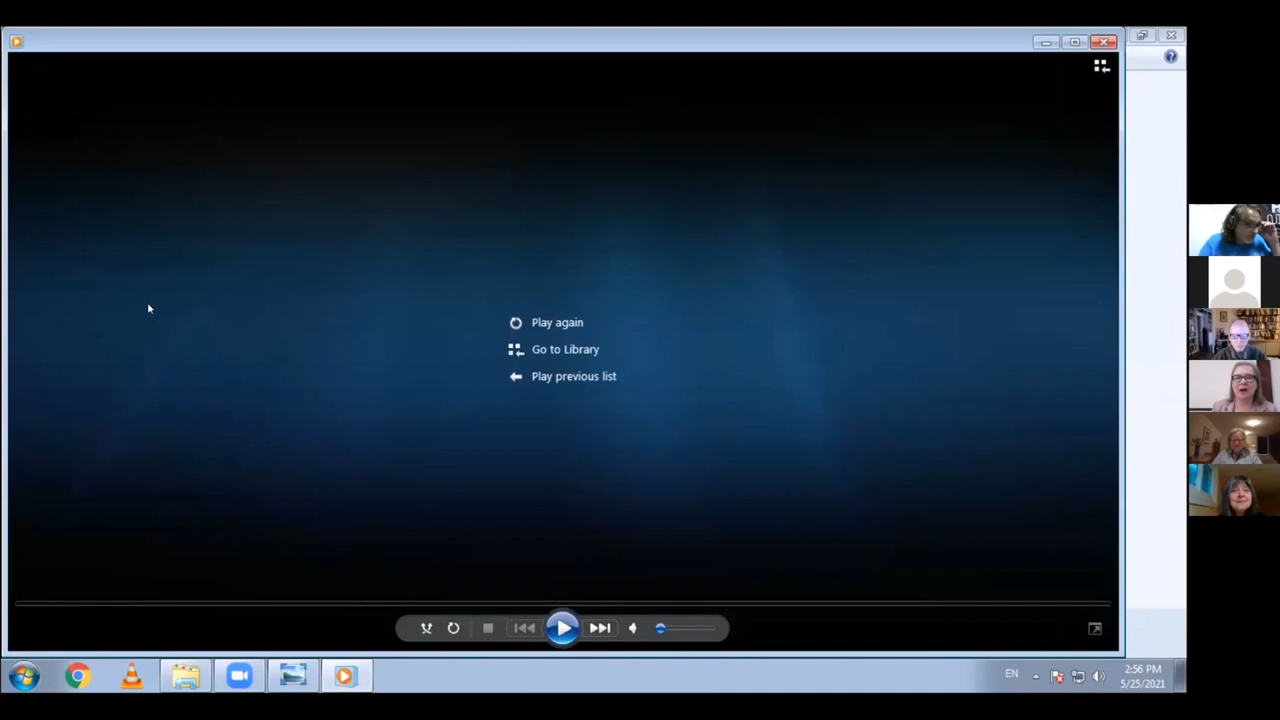 Play again
Go to Library
Play previous list
EN
2:56 PM
5/25/2021